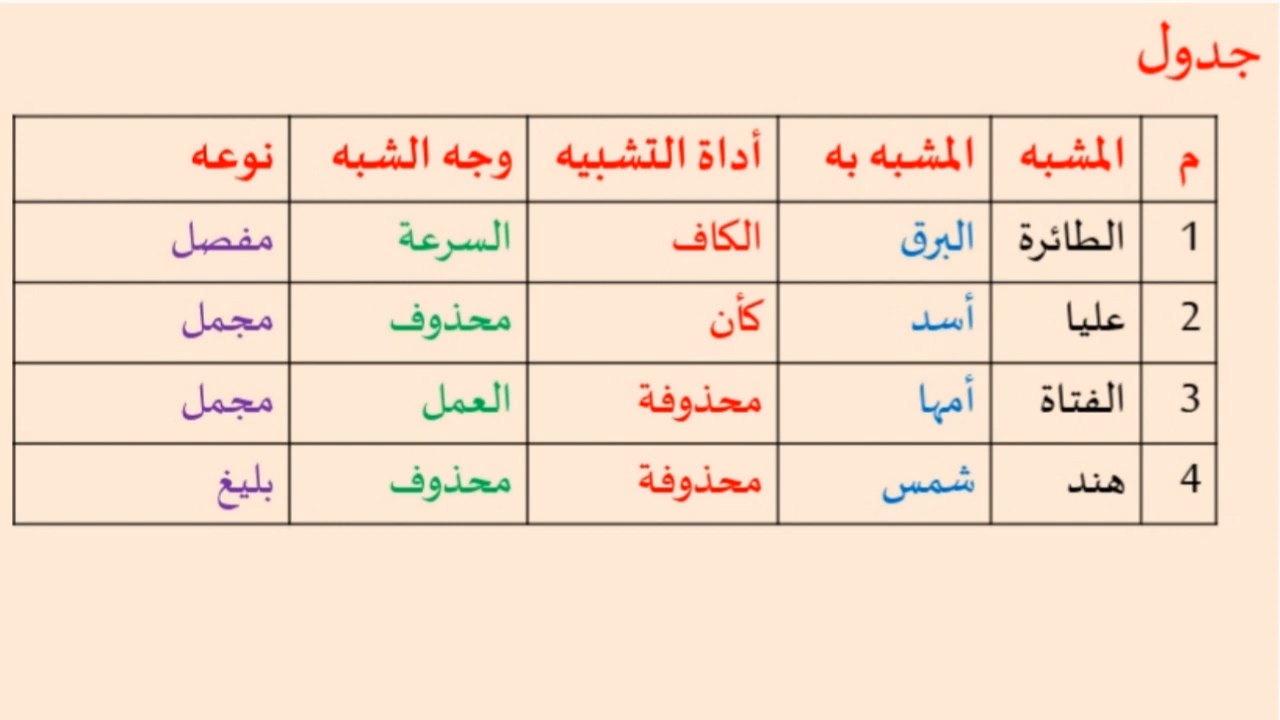 جدول
م المشبه المشبه به أداة التشبيه وجه الشبه نوعه
1 الطائرة البرق الكاف السرعة مفصل
2 عليا أسد كأن محذوف مجمل
3 الفتاة أمها محذوفة العمل مجمل
4 هند شمس محذوفة محذوف بليغ